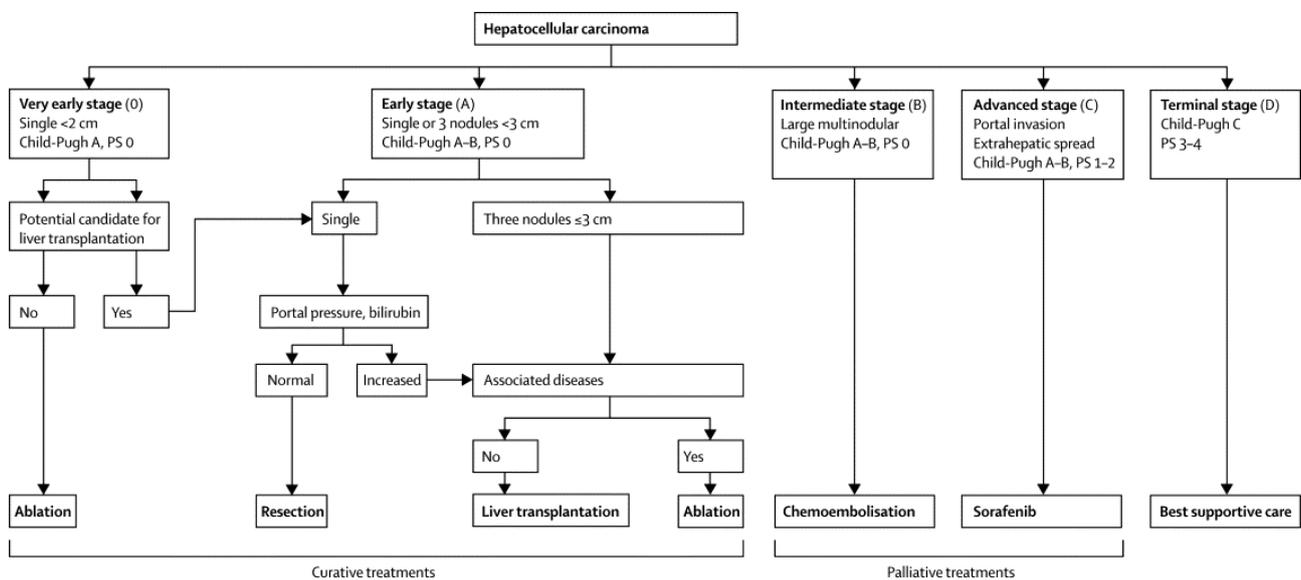 Hepatocellular carcinoma
Very early stage (0)
Single <2 cm
Child-Pugh A, PS 0
Early stage (A)
Single or 3 nodules <3 cm
Child-Pugh A–B, PS 0
Intermediate stage (B)
Large multinodular
Child-Pugh A–B, PS 0
Advanced stage (C)
Portal invasion
Extrahepatic spread
Child-Pugh A–B, PS 1–2
Terminal stage (D)
Child-Pugh C
PS 3–4
Potential candidate for
liver transplantation
Single
Three nodules ≤3 cm
No
Yes
Portal pressure, bilirubin
Normal
Increased
Associated diseases
No
Yes
Ablation
Resection
Liver transplantation
Ablation
Chemoembolisation
Sorafenib
Best supportive care
Curative treatments
Palliative treatments